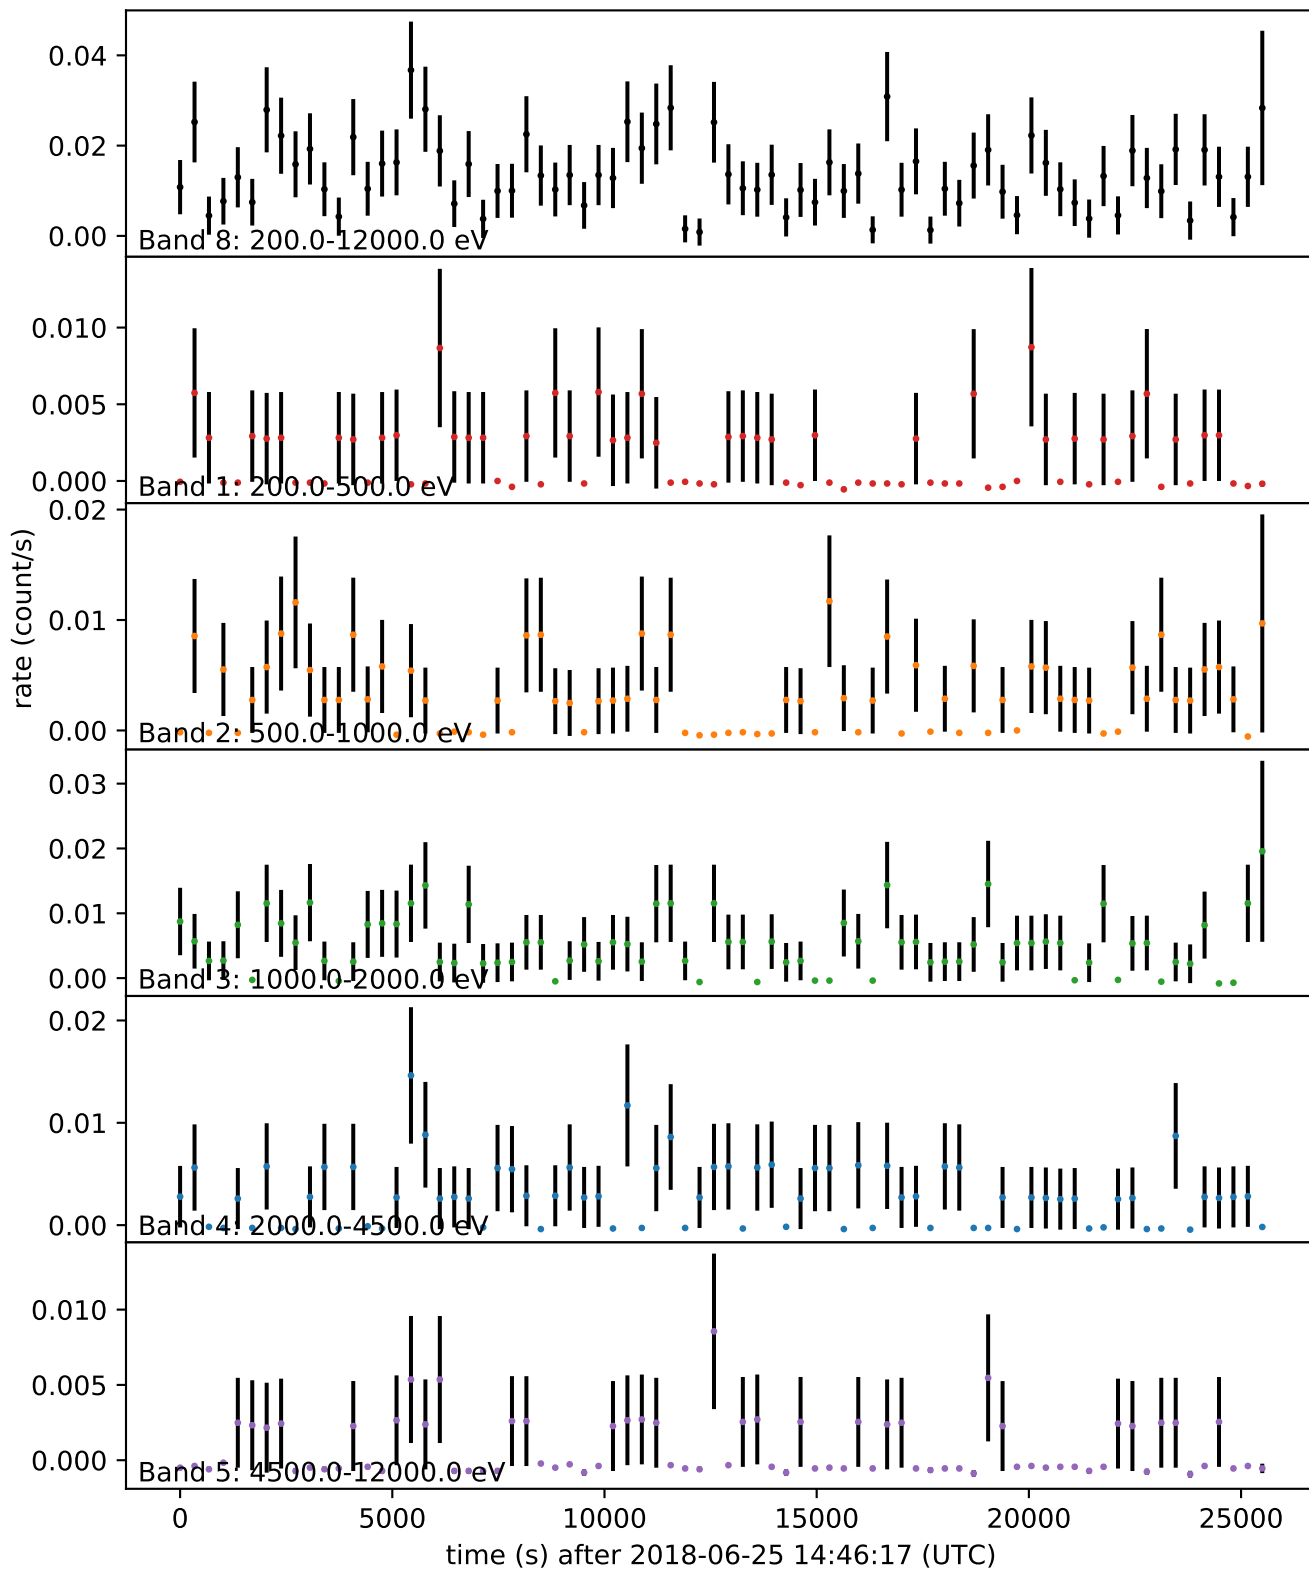 0.04
0.02
0.00
Band 8: 200.0-12000.0 eV
0.010
0.005
0.000
Band 1: 200.0-500.0 eV
0.02
0.01
0.00
Band 2: 500.0-1000.0 eV
rate (count/s)
0.03
0.02
0.01
0.00
Band 3: 1000.0-2000.0 eV
0.02
0.01
0.00
Band 4: 2000.0-4500.0 eV
0.010
0.005
0.000
Band 5: 4500.0-12000.0 eV
0 5000 10000 15000 20000 25000
time (s) after 2018-06-25 14:46:17 (UTC)